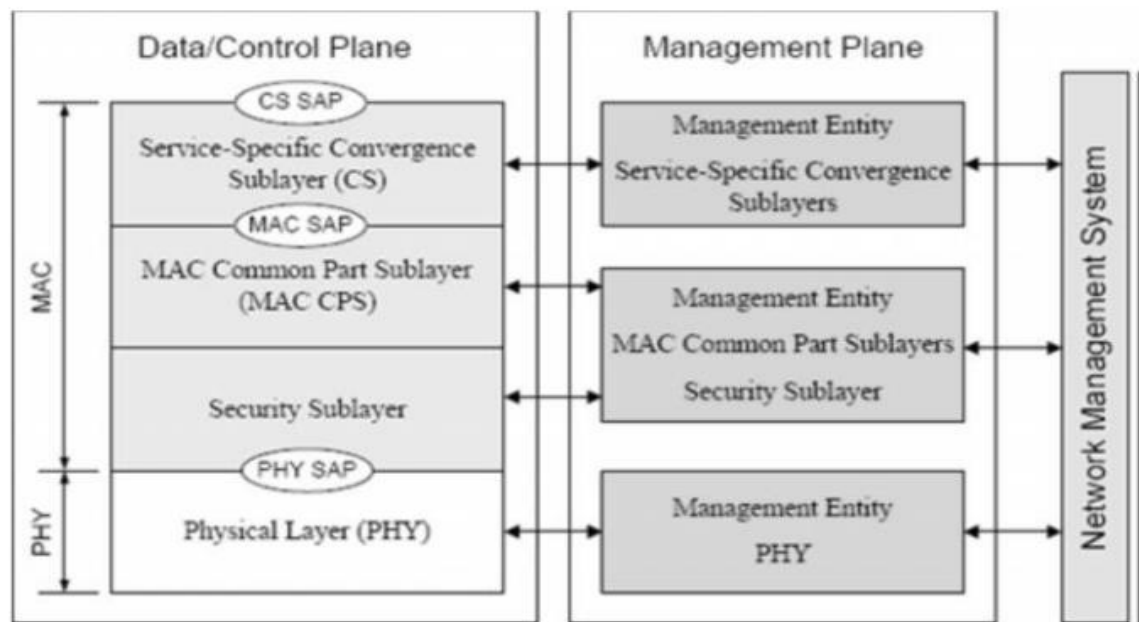 Data/Control Plane
CS SAP
Service-Specific Convergence
Sublayer (CS)
MAC SAP
MAC Common Part Sublayer
(MAC CPS)
Security Sublayer
PHY SAP
Physical Layer (PHY)
MAC
PHY
Management Plane
Management Entity
Service-Specific Convergence
Sublayers
Management Entity
MAC Common Part Sublayers
Security Sublayer
Management Entity
PHY
Network Management System